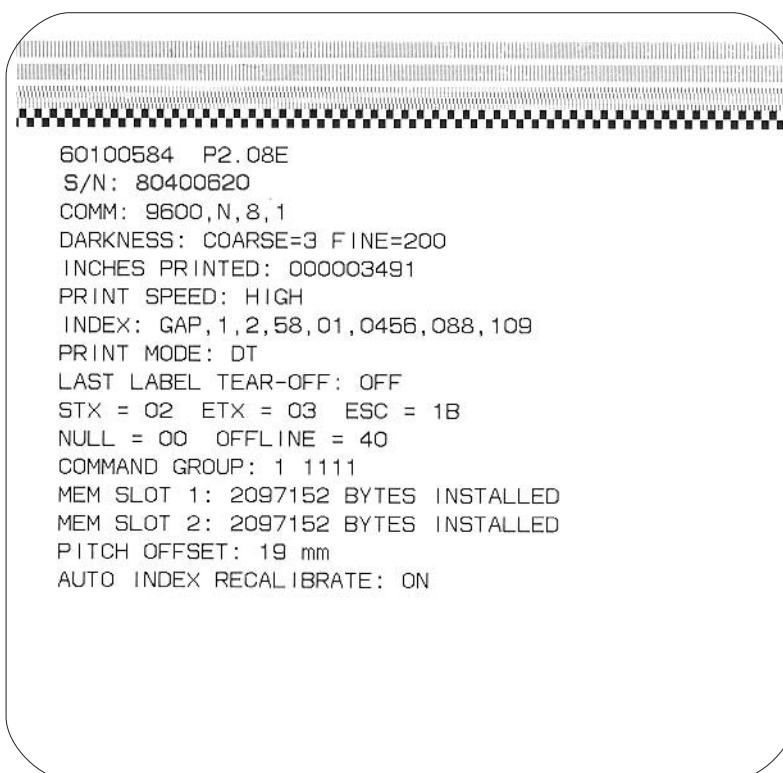 60100584 P2.08E
S/N: 80400620
COMM: 9600,N,8,1
DARKNESS: COARSE=3 FINE=200
INCHES PRINTED: 000003491
PRINT SPEED: HIGH
INDEX: GAP,1,2,58,01,0456,088,109
PRINT MODE: DT
LAST LABEL TEAR-OFF: OFF
STX = 02 ETX = 03 ESC = 1B
NULL = 00 OFFLINE = 40
COMMAND GROUP: 1 1111
MEM SLOT 1: 2097152 BYTES INSTALLED
MEM SLOT 2: 2097152 BYTES INSTALLED
PITCH OFFSET: 19 mm
AUTO INDEX RECALIBRATE: ON